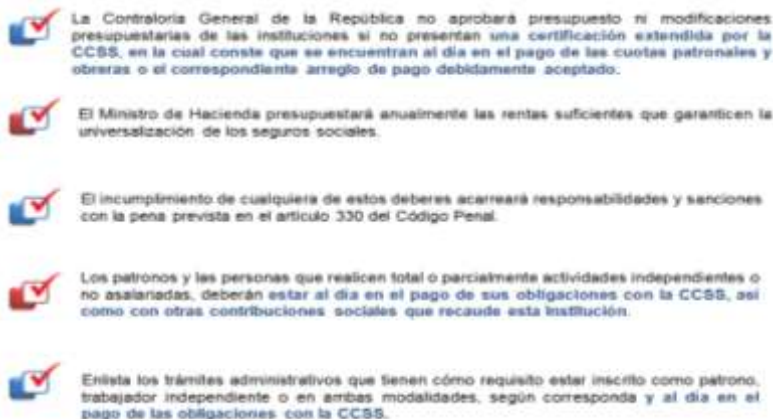 La Contraloría General de la República no aprobará presupuesto ni modificaciones
presupuestarias de las instituciones si no presentan una certificación extendida por la
CCSS, en la cual conste que se encuentran al día en el pago de las cuotas patronales y
obreras o el correspondiente arreglo de pago debidamente aceptado.
El Ministro de Hacienda presupuestará anualmente las rentas suficientes que garanticen la
universalización de los seguros sociales.
El incumplimiento de cualquiera de estos deberes acarreará responsabilidades y sanciones
con la pena prevista en el artículo 330 del Código Penal.
Los patronos y las personas que realicen total o parcialmente actividades independientes o
no asalariadas, deberán estar al día en el pago de sus obligaciones con la CCSS, así
como con otras contribuciones sociales que recaude esta Institución.
Enlista los trámites administrativos que tienen cómo requisito estar inscrito como patrono,
trabajador independiente o en ambas modalidades, según corresponda y al día en el
pago de las obligaciones con la CCSS.